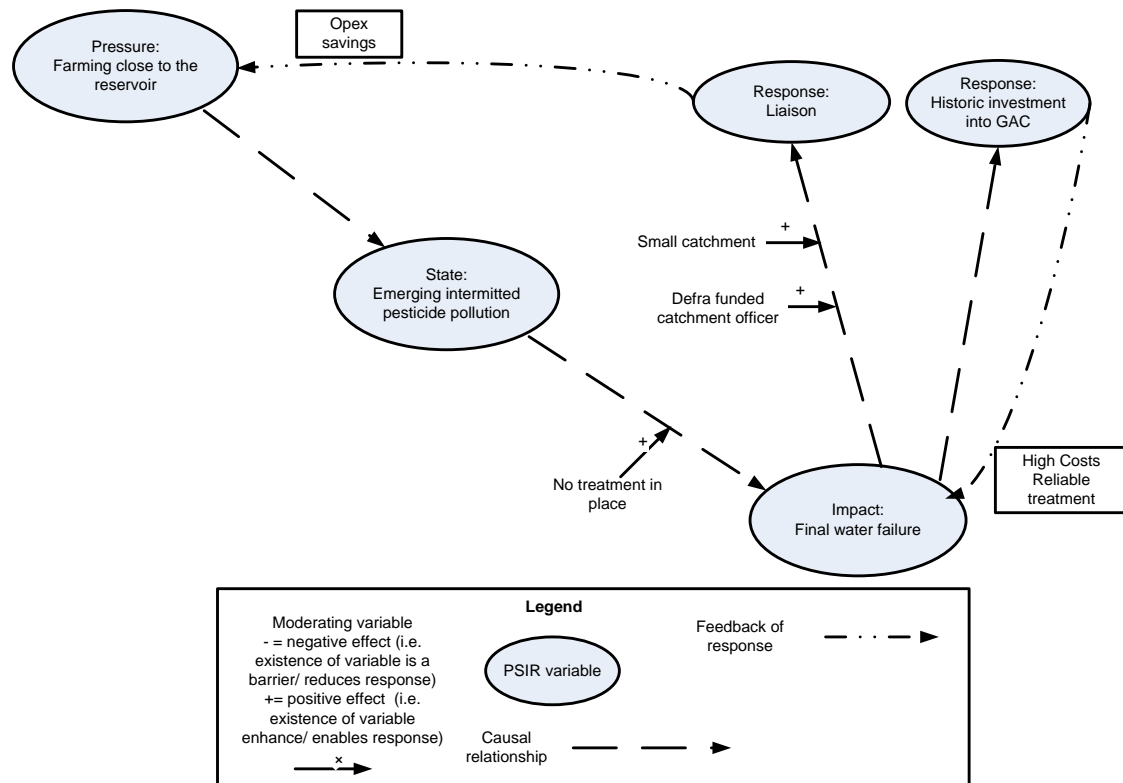 Opex
savings
Pressure:
Farming close to the
reservoir
Response:
Liaison
Response:
Historic investment
into GAC
+
Small catchment
+
Defra funded
catchment officer
State:
Emerging intermitted
pesticide pollution
+
No treatment in
place
High Costs
Reliable
treatment
Impact:
Final water failure
Legend
Moderating variable
- = negative effect (i.e.
existence of variable is a
barrier/ reduces response)
+= positive effect (i.e.
existence of variable
enhance/ enables response)
×
PSIR variable
Causal
relationship
Feedback of
response